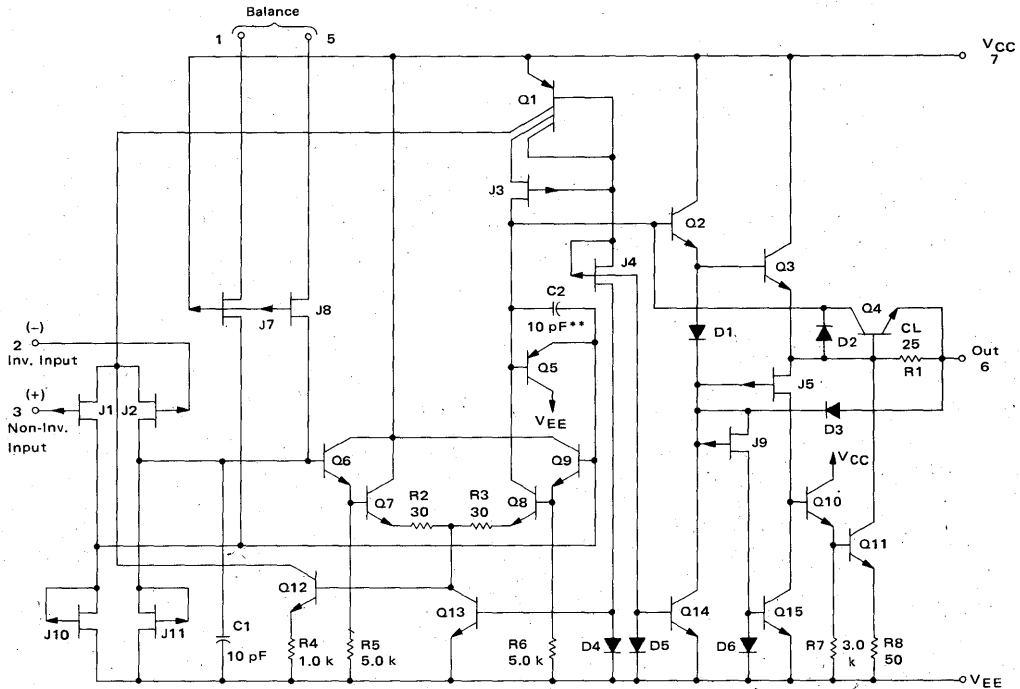 Balance
1 5
VCC
7
Q1
J3
Q2
J4
Q3
C2
10 pF**
J7 J8
Q4
CL
25
R1
D1
D2
Out
6
(-)
2
Inv. Input
Q5
VEE
J5
D3
(+)
3
Non-Inv.
Input
J1 J2
J9
Q6
Q9
VCC
Q7
R2
30
R3
30
Q8
Q10
Q11
Q12
Q13
Q14
Q15
J10
J11
C1
10 pF
R4
1.0 k
R5
5.0 k
R6
5.0 k
D4
D5
D6
R7
3.0
k
R8
50
VEE